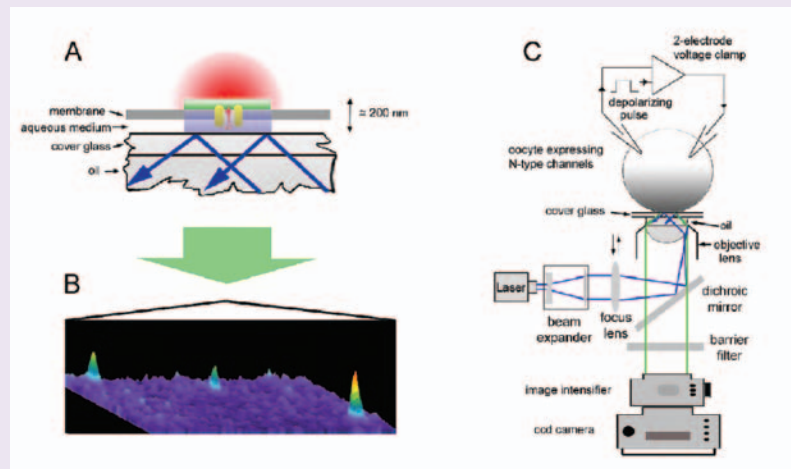 A
membrane
aqueous medium
cover glass
oil
≅ 200 nm
B
C
2-electrode
voltage clamp
depolarizing
pulse
oocyte expressing
N-type channels
cover glass
oil
objective
lens
Laser
beam
expander
focus
lens
dichroic
mirror
barrier
filter
image intensifier
ccd camera